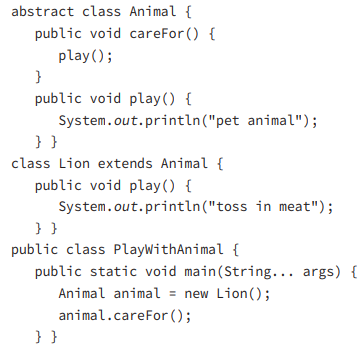 abstract class Animal {
   public void careFor() {
      play();
   }
   public void play() {
      System.out.println("pet animal");
   } }
class Lion extends Animal {
   public void play() {
      System.out.println("toss in meat");
   } }
public class PlayWithAnimal {
   public static void main(String... args) {
      Animal animal = new Lion();
      animal.careFor();
   } }